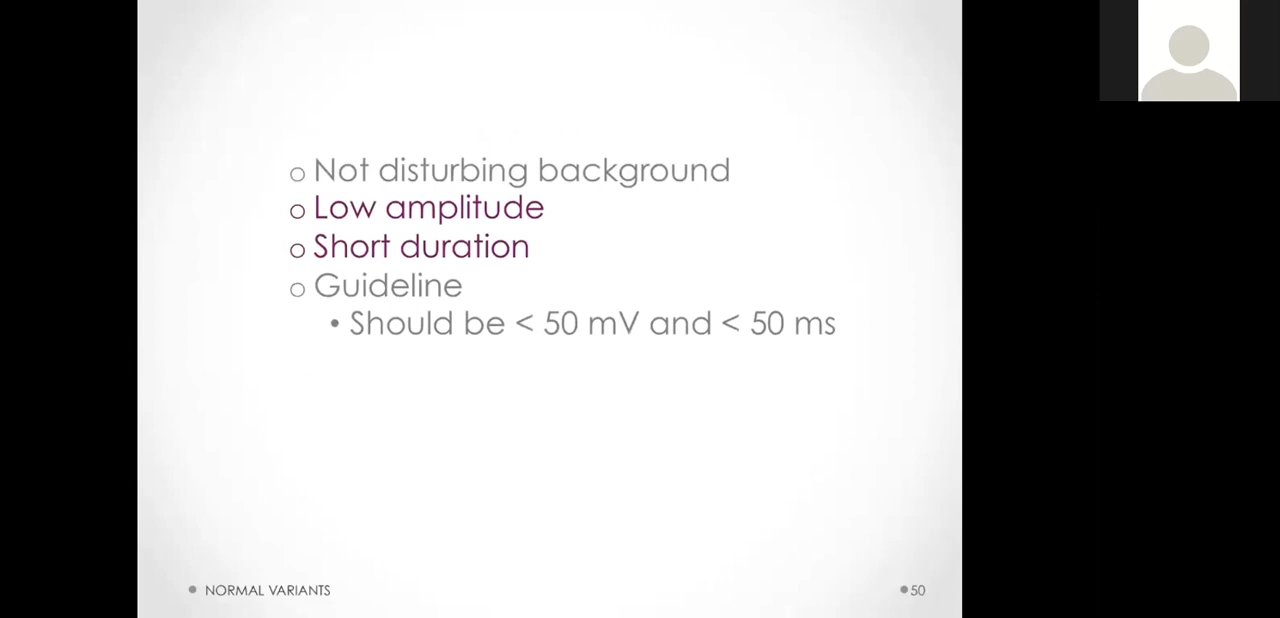 o Not disturbing background
o Low amplitude
o Short duration
o Guideline
• Should be < 50 mV and < 50 ms
• NORMAL VARIANTS
• 50